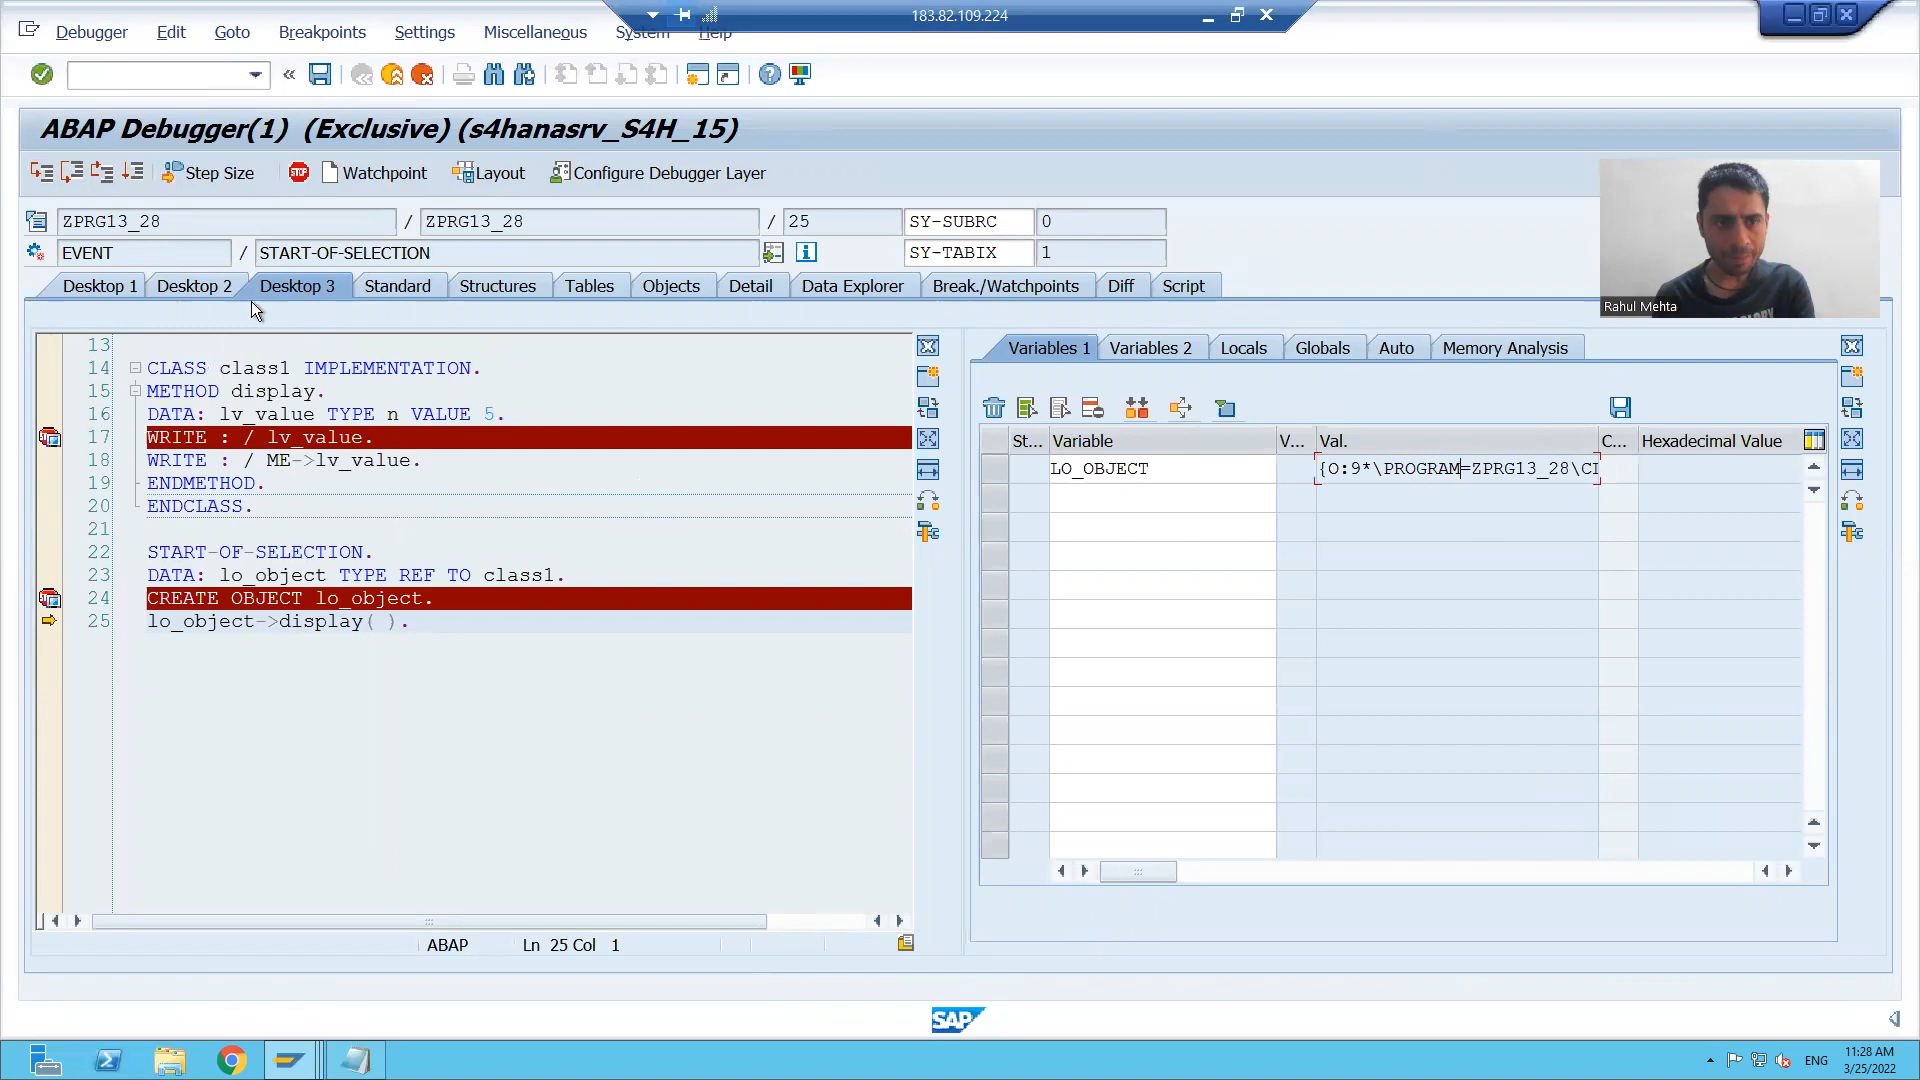 183.82.109.224
Debugger Edit Goto Breakpoints Settings Miscellaneous System Help
ABAP Debugger(1) (Exclusive) (s4hanasrv_S4H_15)
Step Size STOP Watchpoint Layout Configure Debugger Layer
ZPRG13_28 / ZPRG13_28 / 25 SY-SUBRC 0
EVENT / START-OF-SELECTION SY-TABIX 1
Rahul Mehta
Desktop 1 Desktop 2 Desktop 3 Standard Structures Tables Objects Detail Data Explorer Break./Watchpoints Diff Script
Variables 1 Variables 2 Locals Globals Auto Memory Analysis
St... Variable V... Val. C... Hexadecimal Value
LO_OBJECT {O:9*\PROGRAM=ZPRG13_28\Cl
13
14 CLASS class1 IMPLEMENTATION.
15 METHOD display.
16 DATA: lv_value TYPE n VALUE 5.
17 WRITE : / lv_value.
18 WRITE : / ME->lv_value.
19 ENDMETHOD.
20 ENDCLASS.
21
22 START-OF-SELECTION.
23 DATA: lo_object TYPE REF TO class1.
24 CREATE OBJECT lo_object.
25 lo_object->display( ).
ABAP Ln 25 Col 1
SAP
ENG
11:28 AM
3/25/2022